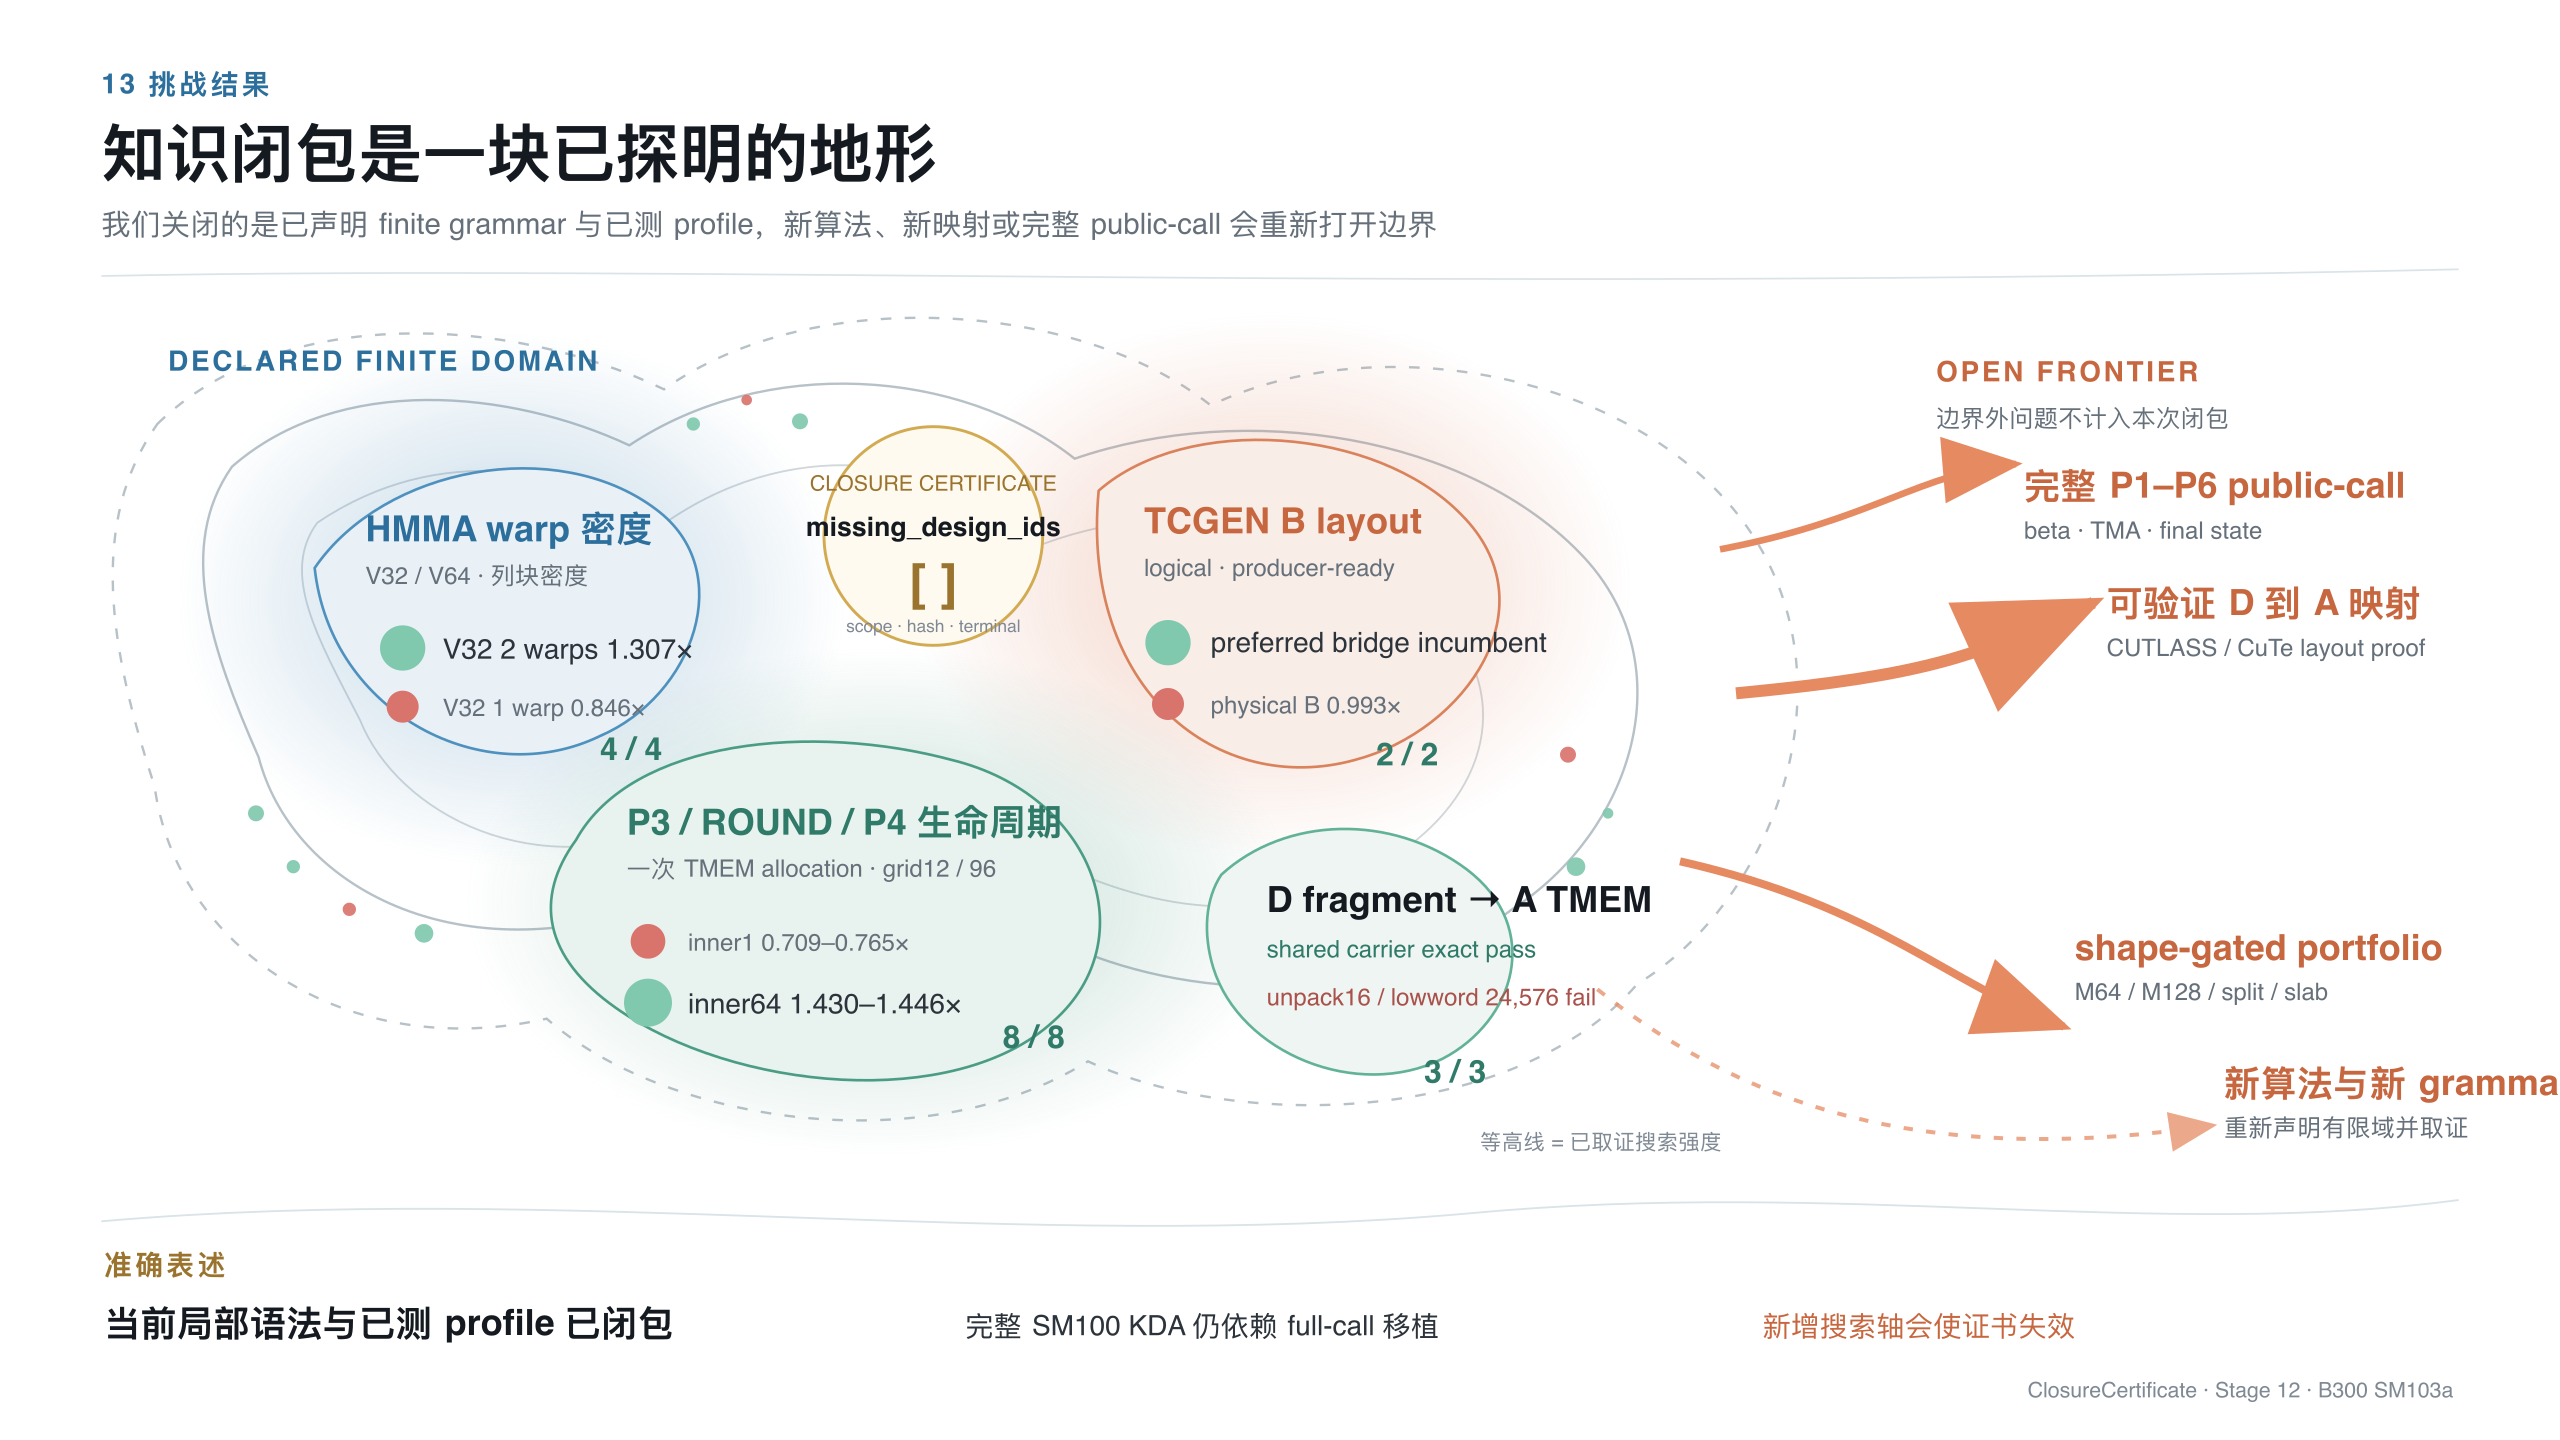 13 挑战结果
知识闭包是一块已探明的地形
我们关闭的是已声明 finite grammar 与已测 profile，新算法、新映射或完整 public-call 会重新打开边界
DECLARED FINITE DOMAIN
HMMA warp 密度
V32 / V64 · 列块密度
V32 2 warps 1.307×
V32 1 warp 0.846×
4 / 4
CLOSURE CERTIFICATE
missing_design_ids
[ ]
scope · hash · terminal
TCGEN B layout
logical · producer-ready
preferred bridge incumbent
physical B 0.993×
2 / 2
P3 / ROUND / P4 生命周期
一次 TMEM allocation · grid12 / 96
inner1 0.709–0.765×
inner64 1.430–1.446×
8 / 8
D fragment → A TMEM
shared carrier exact pass
unpack16 / lowword 24,576 fail
3 / 3
等高线 = 已取证搜索强度
OPEN FRONTIER
边界外问题不计入本次闭包
完整 P1–P6 public-call
beta · TMA · final state
可验证 D 到 A 映射
CUTLASS / CuTe layout proof
shape-gated portfolio
M64 / M128 / split / slab
新算法与新 gramma
重新声明有限域并取证
准确表述
当前局部语法与已测 profile 已闭包
完整 SM100 KDA 仍依赖 full-call 移植
新增搜索轴会使证书失效
ClosureCertificate · Stage 12 · B300 SM103a